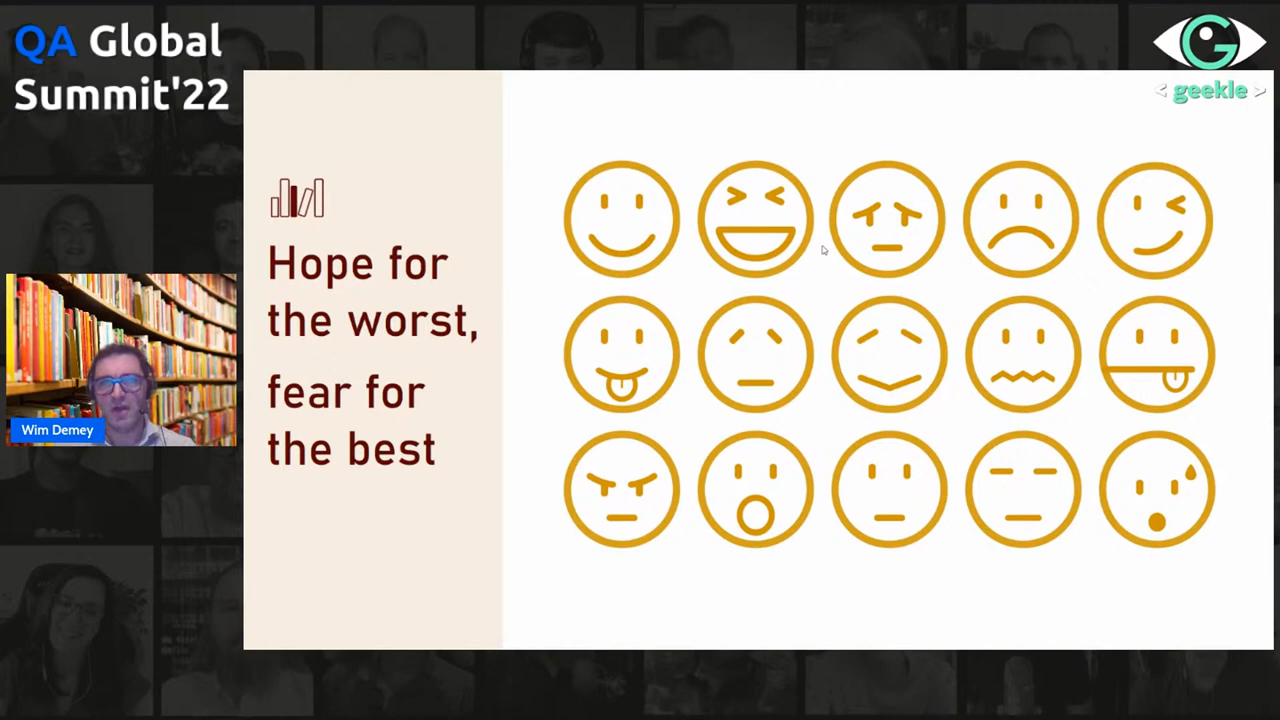 QA Global
Summit'22
< geekle >
Hope for
the worst,
fear for
the best
Wim Demey